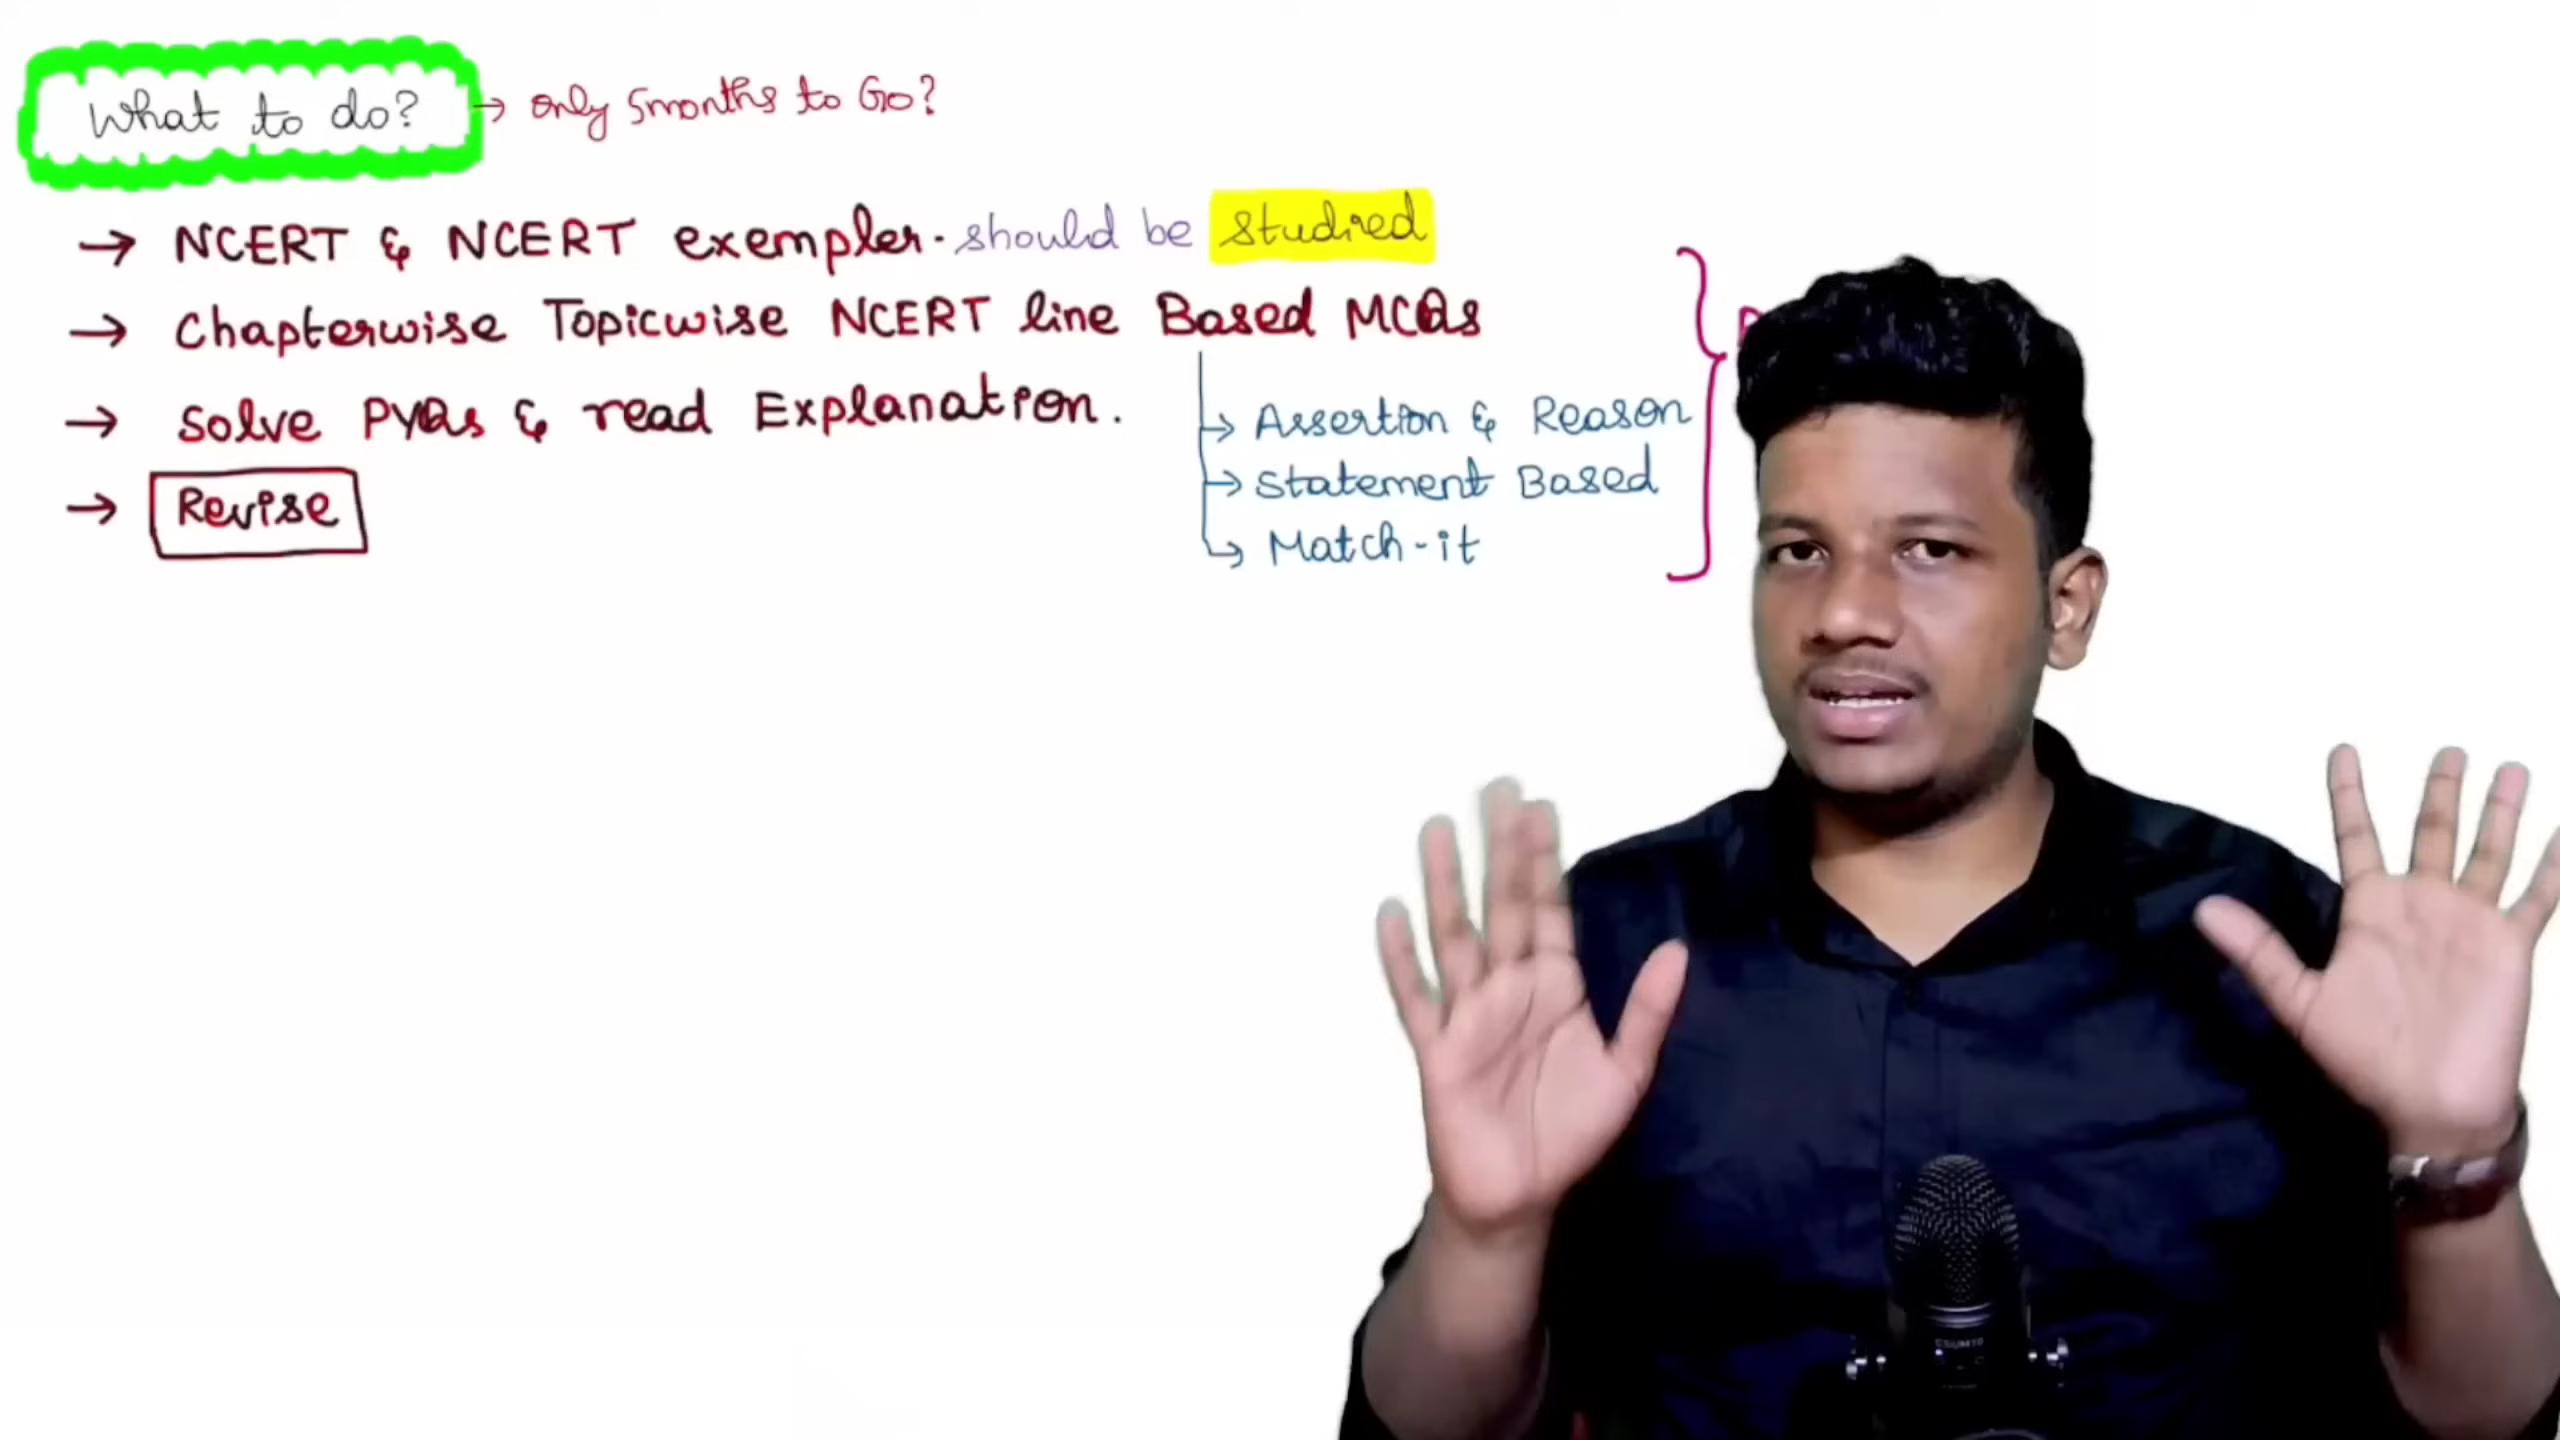 What to do? → only 5months to Go?
→ NCERT & NCERT exempler. should be studied
→ Chapterwise Topicwise NCERT line Based MCQs
→ Solve PYQs & read Explanation.
→ Assertion & Reason
→ Statement Based
→ Match-it
→ Revise